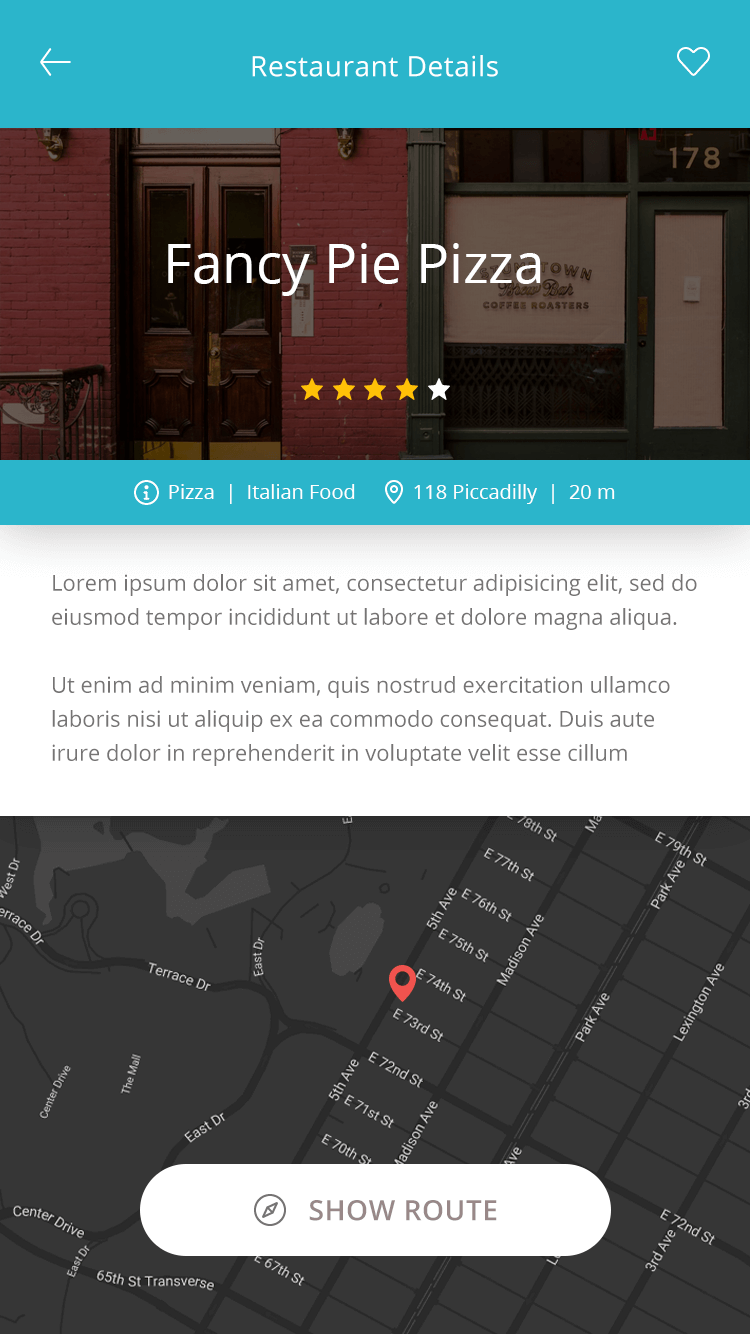 Restaurant Details
178
Fancy Pie Pizza
TOWN
Brew Bar
COFFEE ROASTERS
Pizza | Italian Food 118 Piccadilly | 20 m
Lorem ipsum dolor sit amet, consectetur adipisicing elit, sed do
eiusmod tempor incididunt ut labore et dolore magna aliqua.
Ut enim ad minim veniam, quis nostrud exercitation ullamco
laboris nisi ut aliquip ex ea commodo consequat. Duis aute
irure dolor in reprehenderit in voluptate velit esse cillum
E 78th St
E 79th St
E 77th St
Park Ave
West Dr
E 76th St
5th Ave
Terrace Dr
E 75th St
Madison Ave
East Dr
Terrace Dr
E 74th St
Lexington Ave
Park Ave
E 73rd St
E 72nd St
The Mall
5th Ave
Center Drive
E 71st St
East Dr
Madison Ave
E 70th St
SHOW ROUTE
Center Drive
E 72nd St
3rd Ave
East Dr
E 67th St
65th St Transverse